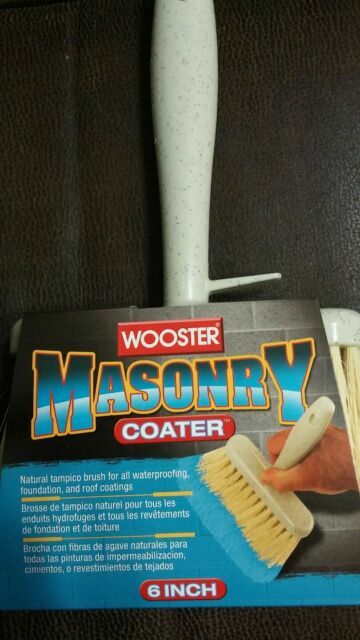 WOOSTER
MASONRY
COATER™
Natural tampico brush for all waterproofing,
foundation, and roof coatings
Brosse de tampico naturel pour tous les
enduits hydrofuges et tous les revêtements
de fondation et de toiture
Brocha con fibras de agave naturales para
todas las pinturas de impermeabilizacion,
cimientos, o revestimientos de tejados
6 INCH